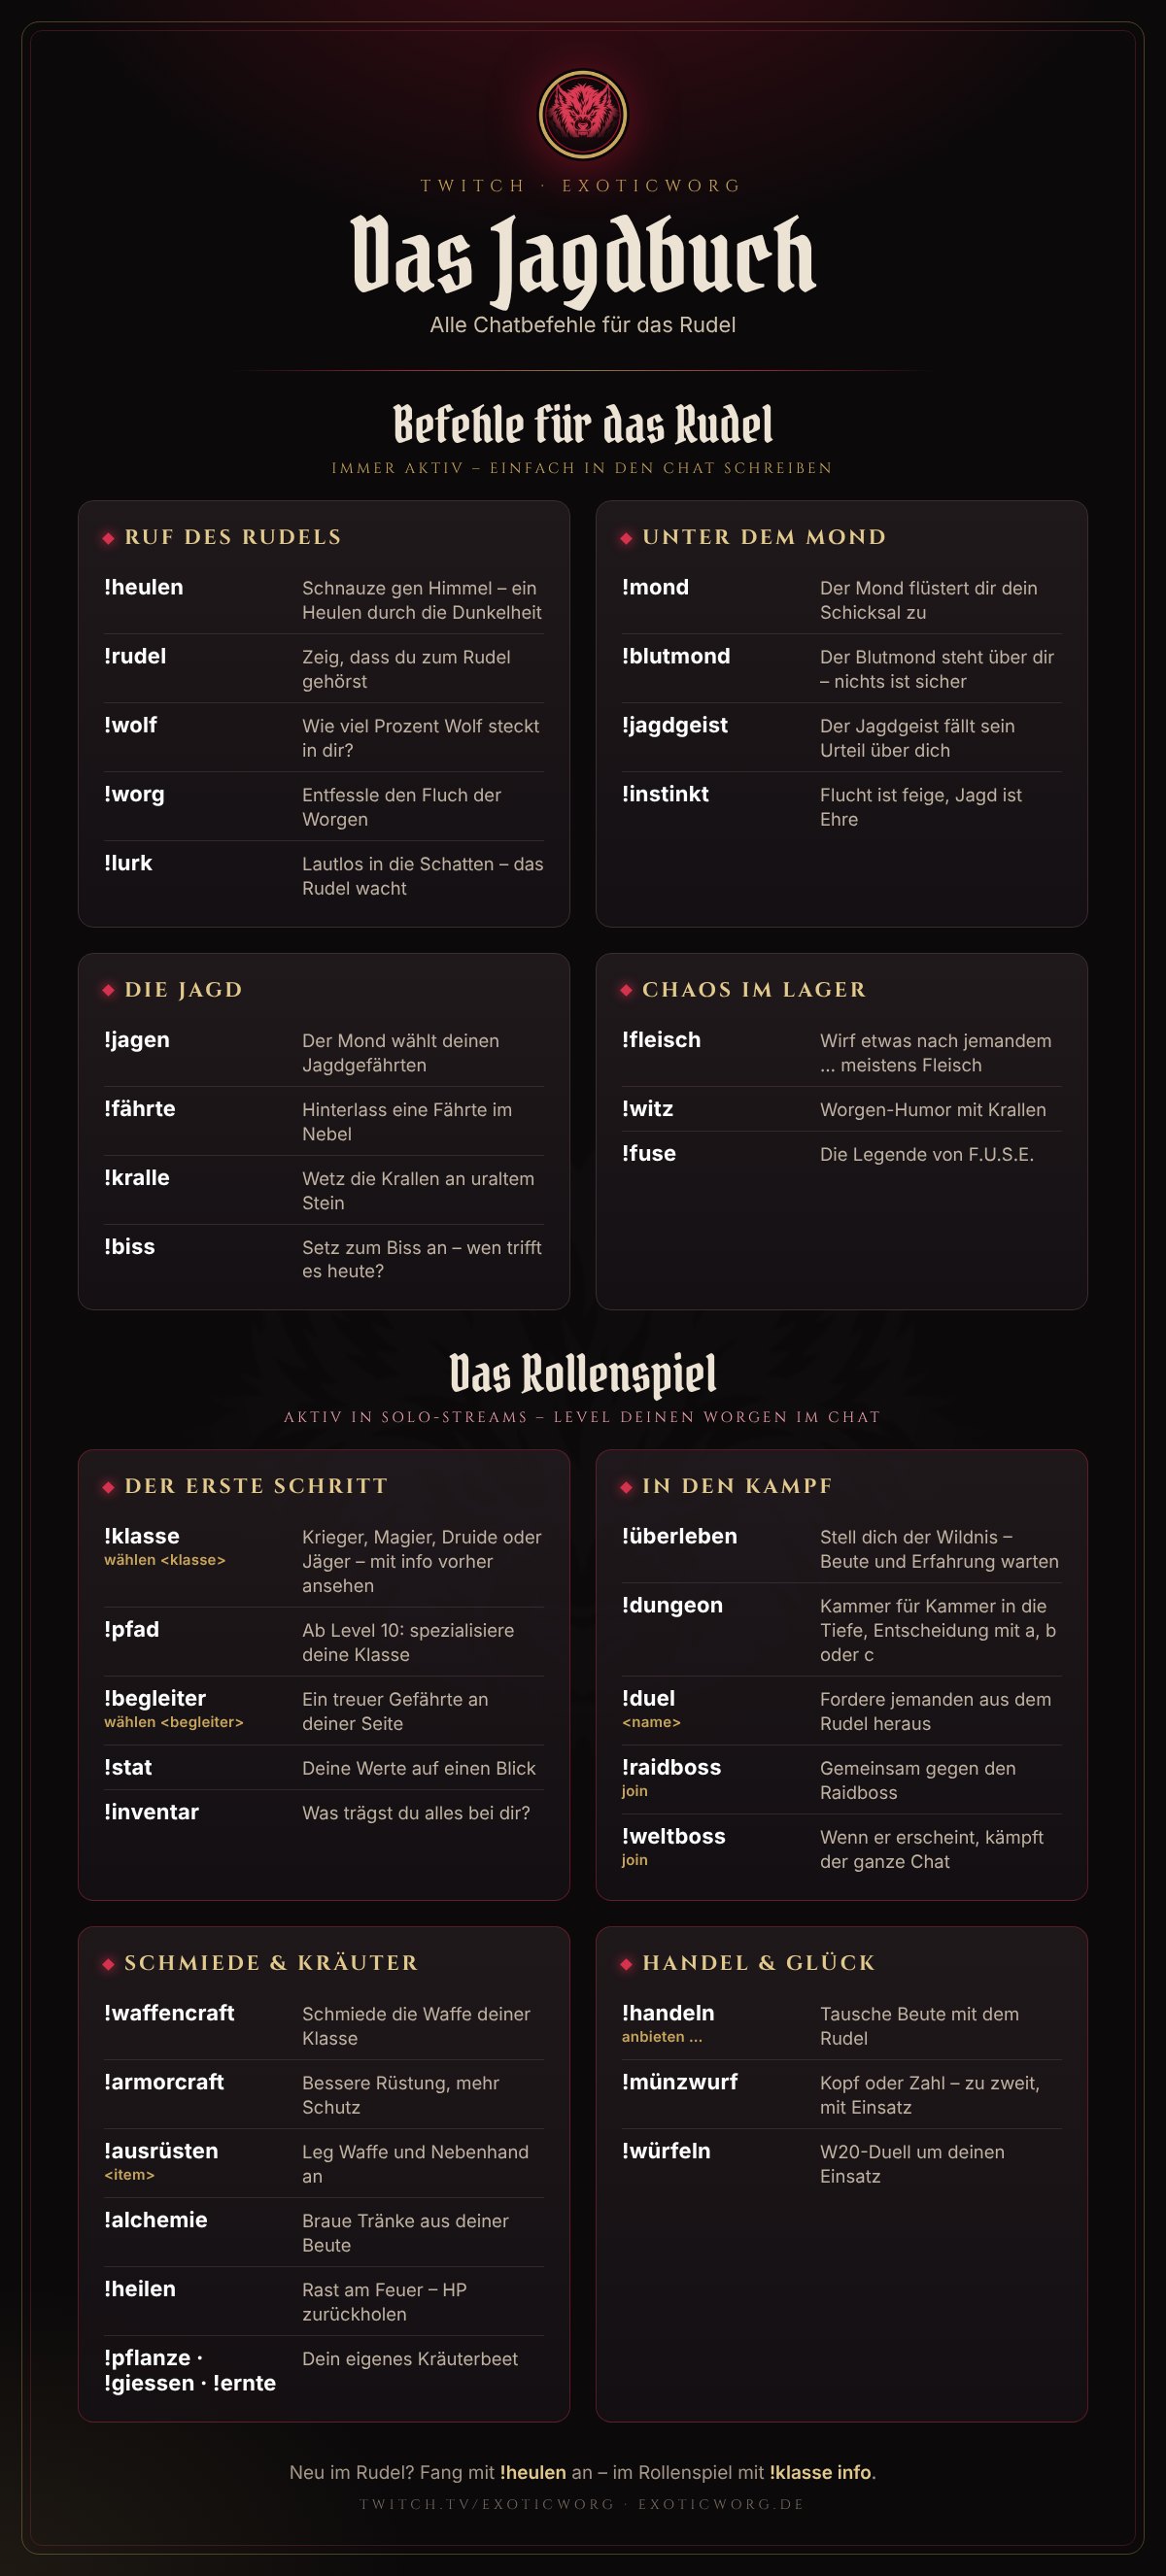 TWITCH · EXOTICWORG
Das Jagdbuch
Alle Chatbefehle für das Rudel
Befehle für das Rudel
IMMER AKTIV – EINFACH IN DEN CHAT SCHREIBEN
RUF DES RUDELS
!heulen
Schnauze gen Himmel – ein
Heulen durch die Dunkelheit
!rudel
Zeig, dass du zum Rudel
gehörst
!wolf
Wie viel Prozent Wolf steckt
in dir?
!worg
Entfessle den Fluch der
Worgen
!lurk
Lautlos in die Schatten – das
Rudel wacht
UNTER DEM MOND
!mond
Der Mond flüstert dir dein
Schicksal zu
!blutmond
Der Blutmond steht über dir
– nichts ist sicher
!jagdgeist
Der Jagdgeist fällt sein
Urteil über dich
!instinkt
Flucht ist feige, Jagd ist
Ehre
DIE JAGD
!jagen
Der Mond wählt deinen
Jagdgefährten
!fährte
Hinterlass eine Fährte im
Nebel
!kralle
Wetz die Krallen an uraltem
Stein
!biss
Setz zum Biss an – wen trifft
es heute?
CHAOS IM LAGER
!fleisch
Wirf etwas nach jemandem
… meistens Fleisch
!witz
Worgen-Humor mit Krallen
!fuse
Die Legende von F.U.S.E.
Das Rollenspiel
AKTIV IN SOLO-STREAMS – LEVEL DEINEN WORGEN IM CHAT
DER ERSTE SCHRITT
!klasse
wählen <klasse>
Krieger, Magier, Druide oder
Jäger – mit info vorher
ansehen
!pfad
Ab Level 10: spezialisiere
deine Klasse
!begleiter
wählen <begleiter>
Ein treuer Gefährte an
deiner Seite
!stat
Deine Werte auf einen Blick
!inventar
Was trägst du alles bei dir?
IN DEN KAMPF
!überleben
Stell dich der Wildnis –
Beute und Erfahrung warten
!dungeon
Kammer für Kammer in die
Tiefe, Entscheidung mit a, b
oder c
!duel
<name>
Fordere jemanden aus dem
Rudel heraus
!raidboss
join
Gemeinsam gegen den
Raidboss
!weltboss
join
Wenn er erscheint, kämpft
der ganze Chat
SCHMIEDE & KRÄUTER
!waffencraft
Schmiede die Waffe deiner
Klasse
!armorcraft
Bessere Rüstung, mehr
Schutz
!ausrüsten
<item>
Leg Waffe und Nebenhand
an
!alchemie
Braue Tränke aus deiner
Beute
!heilen
Rast am Feuer – HP
zurückholen
!pflanze ·
!giessen · !ernte
Dein eigenes Kräuterbeet
HANDEL & GLÜCK
!handeln
anbieten …
Tausche Beute mit dem
Rudel
!münzwurf
Kopf oder Zahl – zu zweit,
mit Einsatz
!würfeln
W20-Duell um deinen
Einsatz
Neu im Rudel? Fang mit !heulen an – im Rollenspiel mit !klasse info.
TWITCH.TV/EXOTICWORG · EXOTICWORG.DE